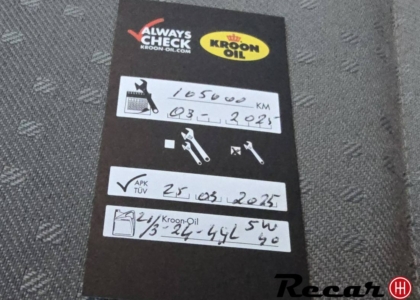 ALWAYS
CHECK
KROON-OIL.COM
KROON
OIL
105000 KM
03- 2025
APK
TÜV
25 03 2025
Kroon-Oil
5W
40
Recar